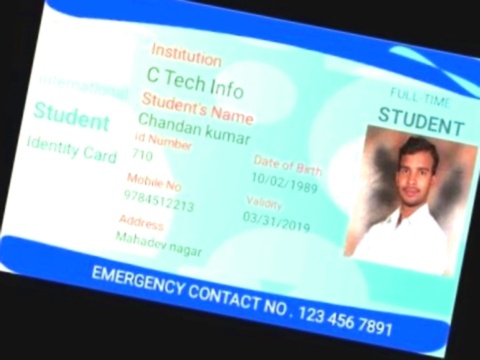 International
Student
Identity Card
Institution
C Tech Info
Student's Name
Chandan kumar
Id Number
710
Mobile No
9784512213
Address
Mahadev nagar
Date of Birth
10/02/1989
Validity
03/31/2019
FULL-TIME
STUDENT
EMERGENCY CONTACT NO . 123 456 7891